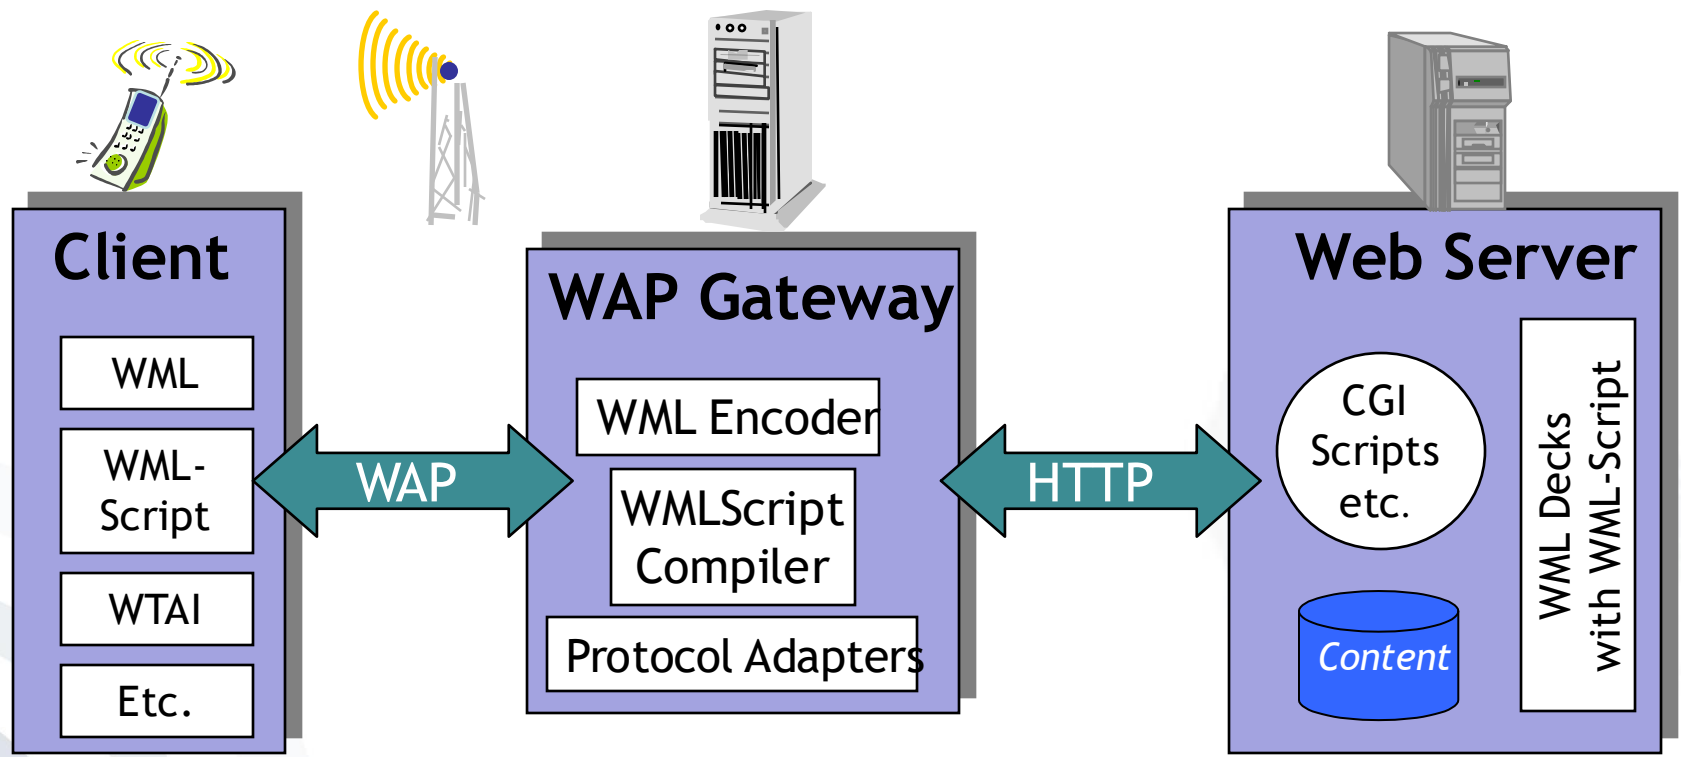 Client
WML
WML-
Script
WTAI
Etc.
WAP
WAP Gateway
WML Encoder
WMLScript
Compiler
Protocol Adapters
HTTP
Web Server
CGI
Scripts
etc.
Content
WML Decks
with WML-Script